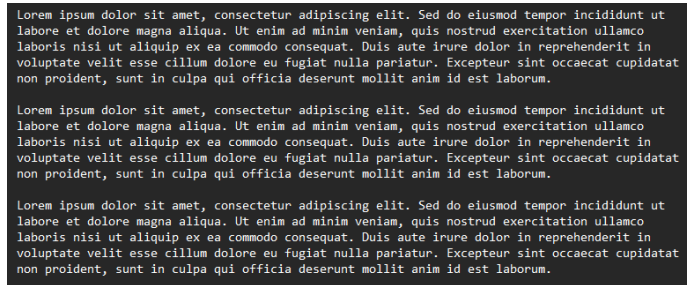 Lorem ipsum dolor sit amet, consectetur adipiscing elit. Sed do eiusmod tempor incididunt ut
labore et dolore magna aliqua. Ut enim ad minim veniam, quis nostrud exercitation ullamco
laboris nisi ut aliquip ex ea commodo consequat. Duis aute irure dolor in reprehenderit in
voluptate velit esse cillum dolore eu fugiat nulla pariatur. Excepteur sint occaecat cupidatat
non proident, sunt in culpa qui officia deserunt mollit anim id est laborum.

Lorem ipsum dolor sit amet, consectetur adipiscing elit. Sed do eiusmod tempor incididunt ut
labore et dolore magna aliqua. Ut enim ad minim veniam, quis nostrud exercitation ullamco
laboris nisi ut aliquip ex ea commodo consequat. Duis aute irure dolor in reprehenderit in
voluptate velit esse cillum dolore eu fugiat nulla pariatur. Excepteur sint occaecat cupidatat
non proident, sunt in culpa qui officia deserunt mollit anim id est laborum.

Lorem ipsum dolor sit amet, consectetur adipiscing elit. Sed do eiusmod tempor incididunt ut
labore et dolore magna aliqua. Ut enim ad minim veniam, quis nostrud exercitation ullamco
laboris nisi ut aliquip ex ea commodo consequat. Duis aute irure dolor in reprehenderit in
voluptate velit esse cillum dolore eu fugiat nulla pariatur. Excepteur sint occaecat cupidatat
non proident, sunt in culpa qui officia deserunt mollit anim id est laborum.